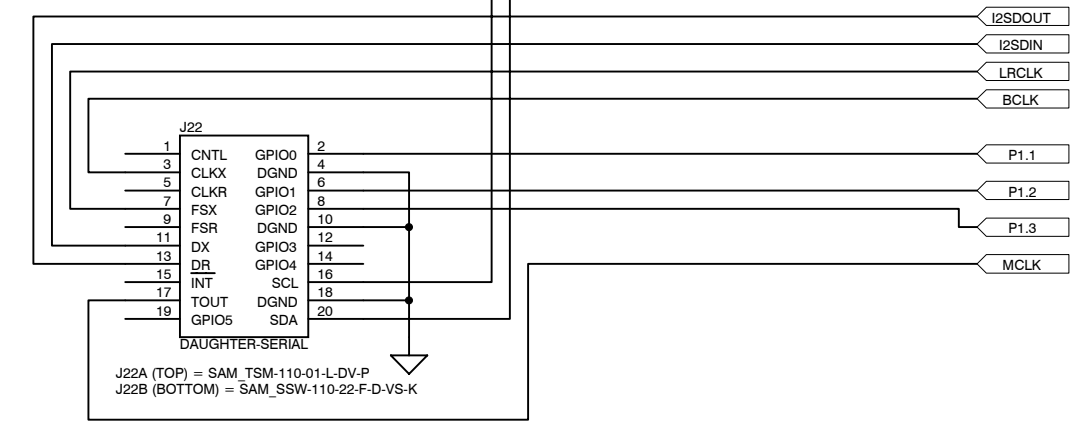 I2SDOUT
I2SDIN
LRCLK
BCLK
J22
1 CNTL GPIO0 2 P1.1
3 CLKX DGND 4
5 CLKR GPIO1 6 P1.2
7 FSX GPIO2 8
9 FSR DGND 10 P1.3
11 DX GPIO3 12
13 DR GPIO4 14 MCLK
15 INT SCL 16
17 TOUT DGND 18
19 GPIO5 SDA 20
DAUGHTER-SERIAL
J22A (TOP) = SAM_TSM-110-01-L-DV-P
J22B (BOTTOM) = SAM_SSW-110-22-F-D-VS-K